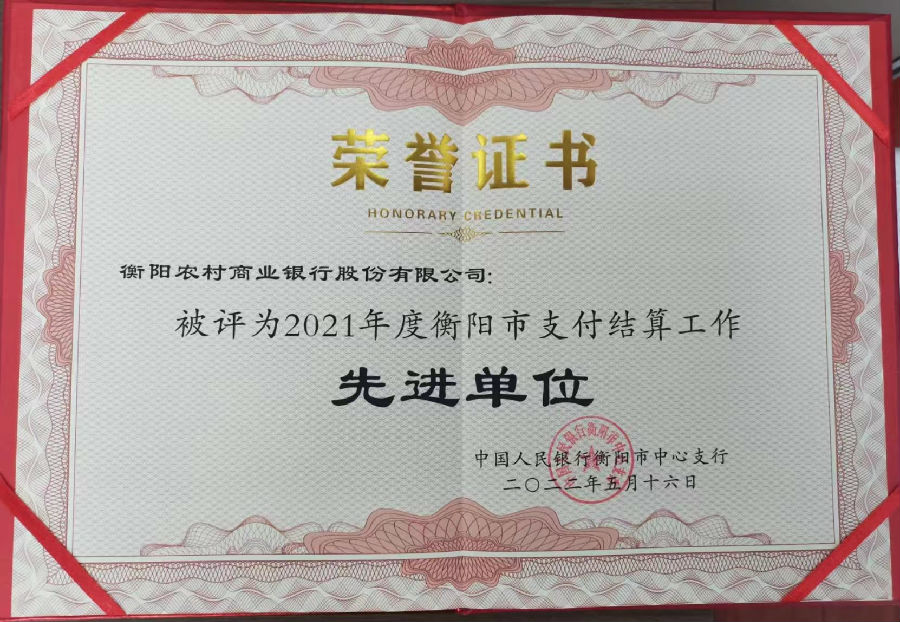 荣誉证书
HONORARY CREDENTIAL
衡阳农村商业银行股份有限公司:
被评为2021年度衡阳市支付结算工作
先进单位
中国人民银行衡阳市中心支行
二〇二二年五月十六日